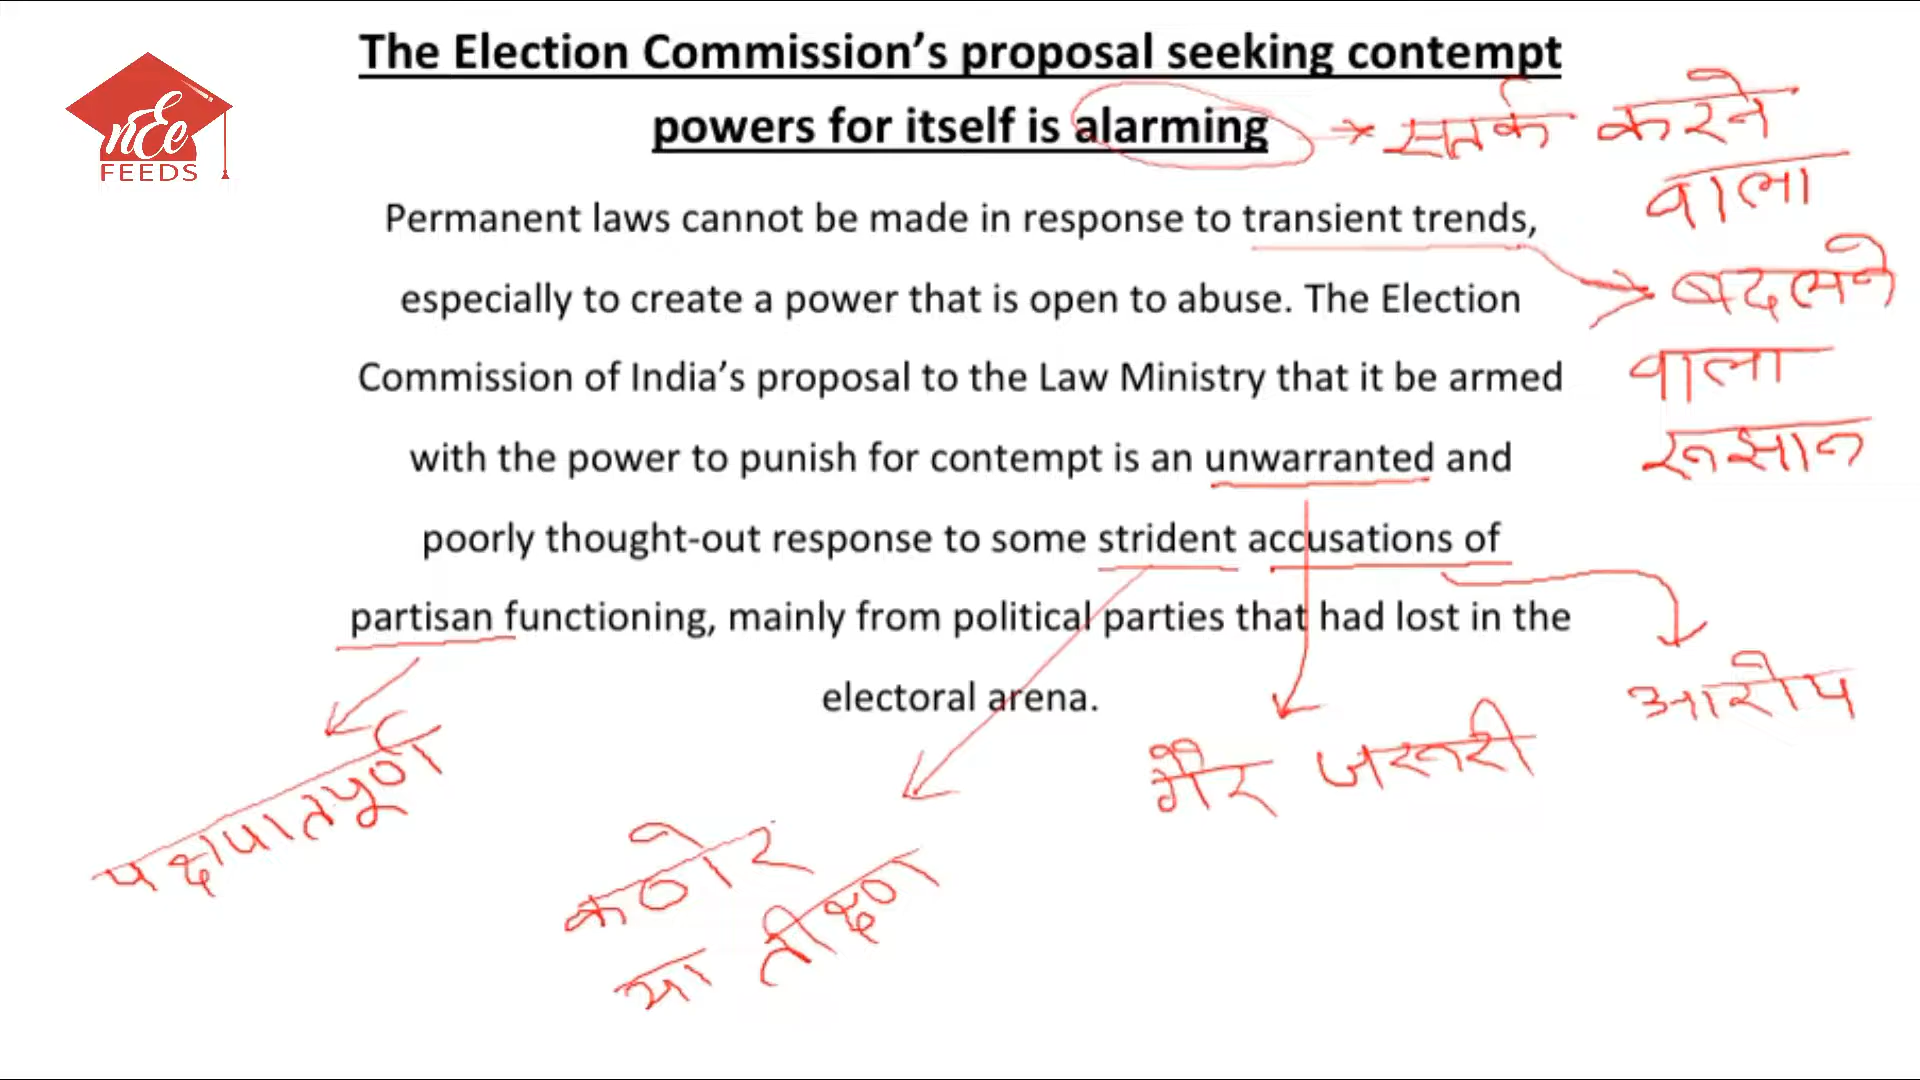 The Election Commission’s proposal seeking contempt
powers for itself is alarming
सतर्क करने
वाला
nEe
FEEDS
Permanent laws cannot be made in response to transient trends,
बदलने
वाला
रूझान
especially to create a power that is open to abuse. The Election
Commission of India’s proposal to the Law Ministry that it be armed
with the power to punish for contempt is an unwarranted and
poorly thought-out response to some strident accusations of
partisan functioning, mainly from political parties that had lost in the
electoral arena.
आरोप
गैर जरूरी
पक्षपातपूर्ण
कठोर
या तीक्ष्ण